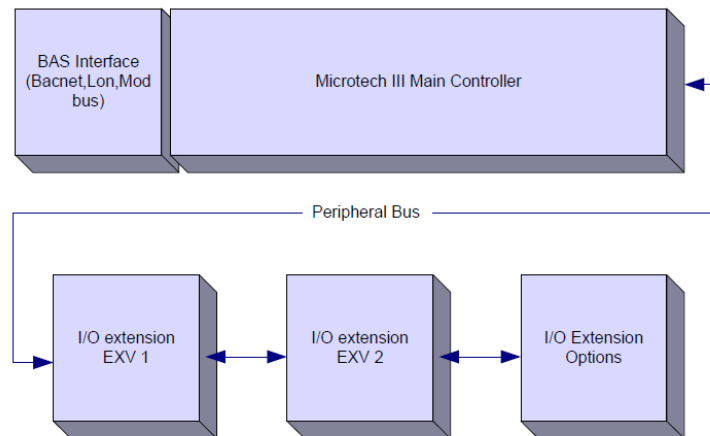 BAS Interface
(Bacnet,Lon,Mod
bus)
Microtech III Main Controller
Peripheral Bus
I/O extension
EXV 1
I/O extension
EXV 2
I/O Extension
Options